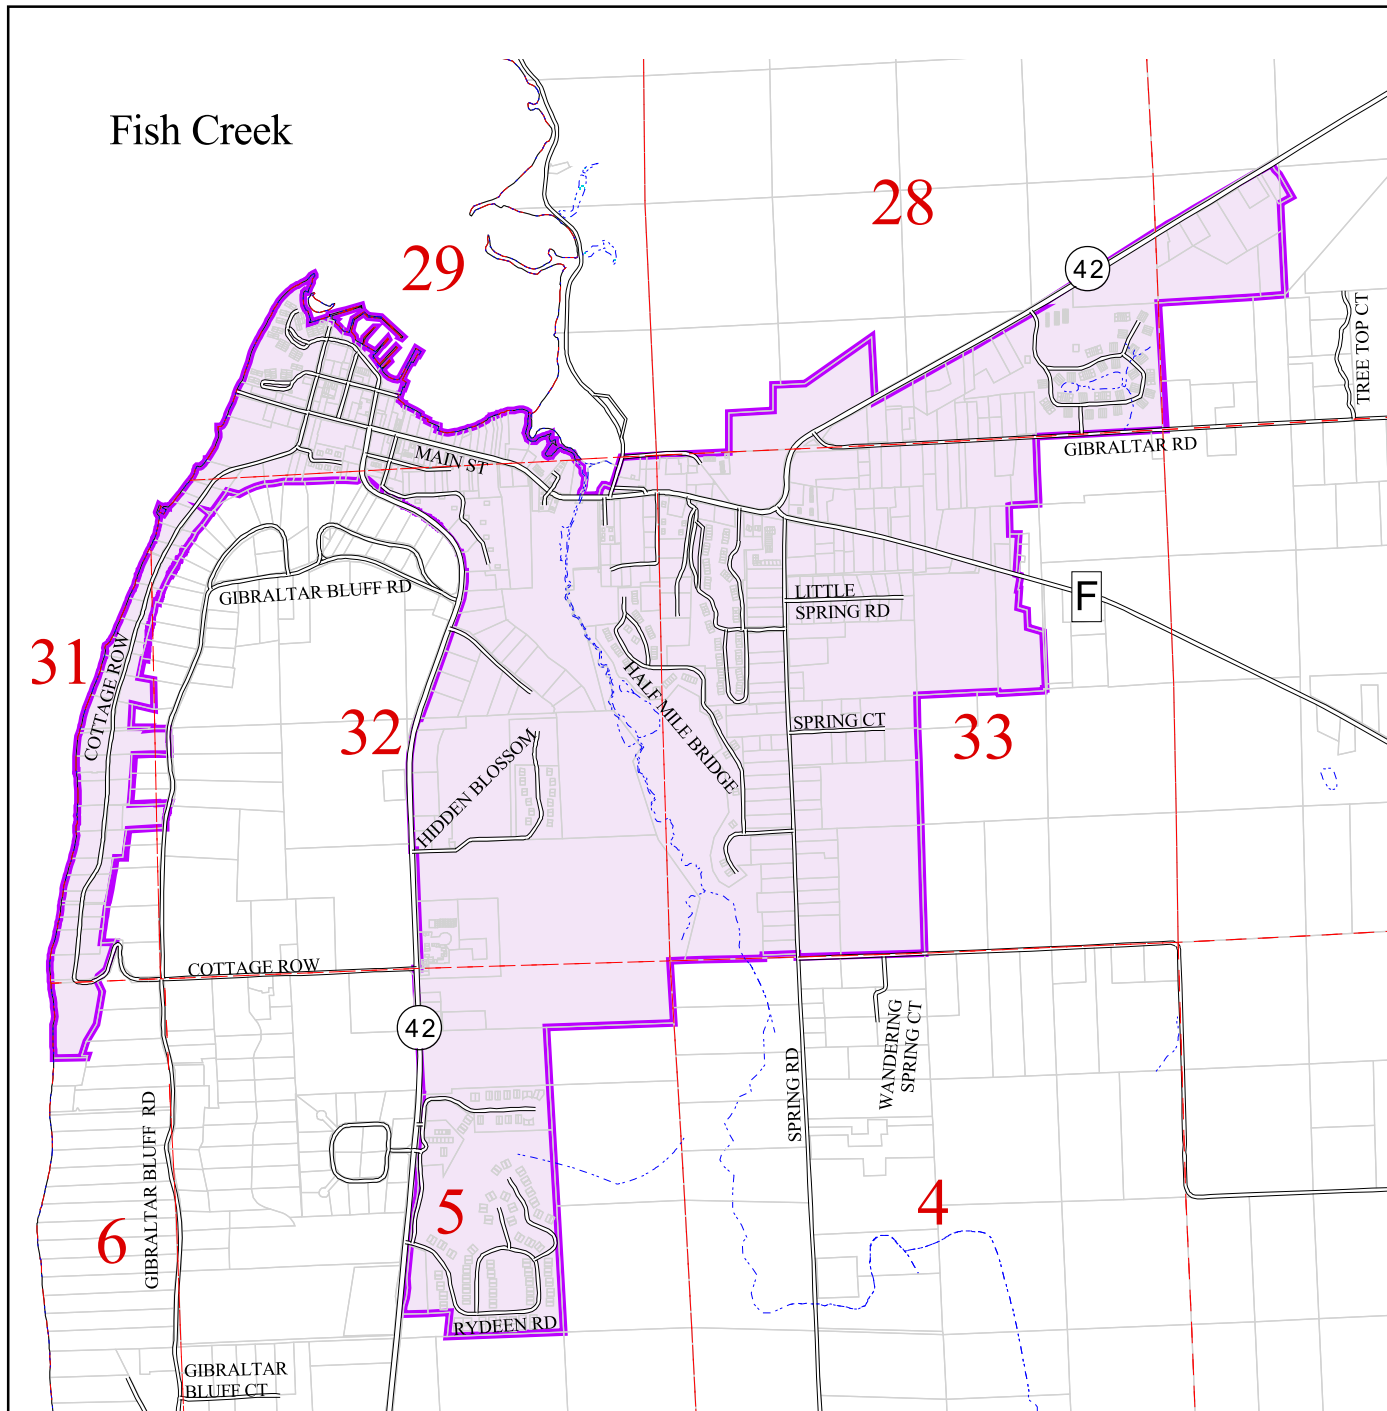 Fish Creek
28
29
42
TREE TOP CT
GIBRALTAR RD
MAIN ST
GIBRALTAR BLUFF RD
LITTLE
SPRING RD
F
31
COTTAGE ROW
32
HALF MILE BRIDGE
SPRING CT
33
HIDDEN BLOSSOM
COTTAGE ROW
42
WANDERING
SPRING CT
SPRING RD
GIBRALTAR BLUFF RD
5
4
6
RYDEEN RD
GIBRALTAR
BLUFF CT